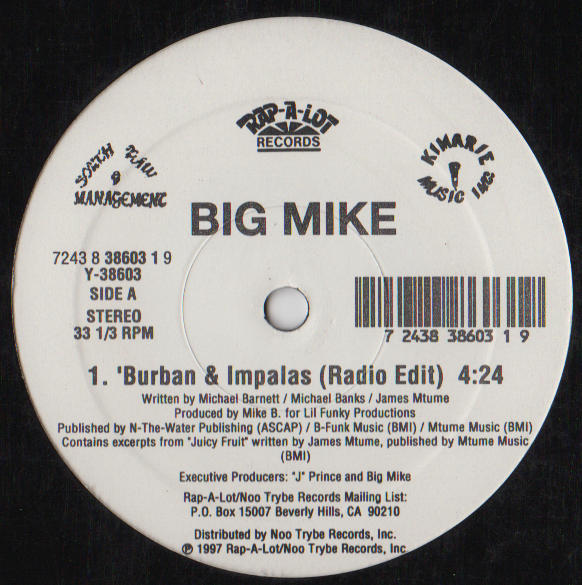 RAP-A-LOT
RECORDS
SOUTH PAW
&
MANAGEMENT
KIMARIE
MUSIC INC.
BIG MIKE
7243 8 38603 1 9
Y-38603
SIDE A
STEREO
33 1/3 RPM
7 2438 38603 1 9
1. 'Burban & Impalas (Radio Edit) 4:24
Written by Michael Barnett / Michael Banks / James Mtume
Produced by Mike B. for Lil Funky Productions
Published by N-The-Water Publishing (ASCAP) / B-Funk Music (BMI) / Mtume Music (BMI)
Contains excerpts from "Juicy Fruit" written by James Mtume, published by Mtume Music
(BMI)
Executive Producers: "J" Prince and Big Mike
Rap-A-Lot/Noo Trybe Records Mailing List:
P.O. Box 15007 Beverly Hills, CA 90210
Distributed by Noo Trybe Records, Inc.
℗ 1997 Rap-A-Lot/Noo Trybe Records, Inc